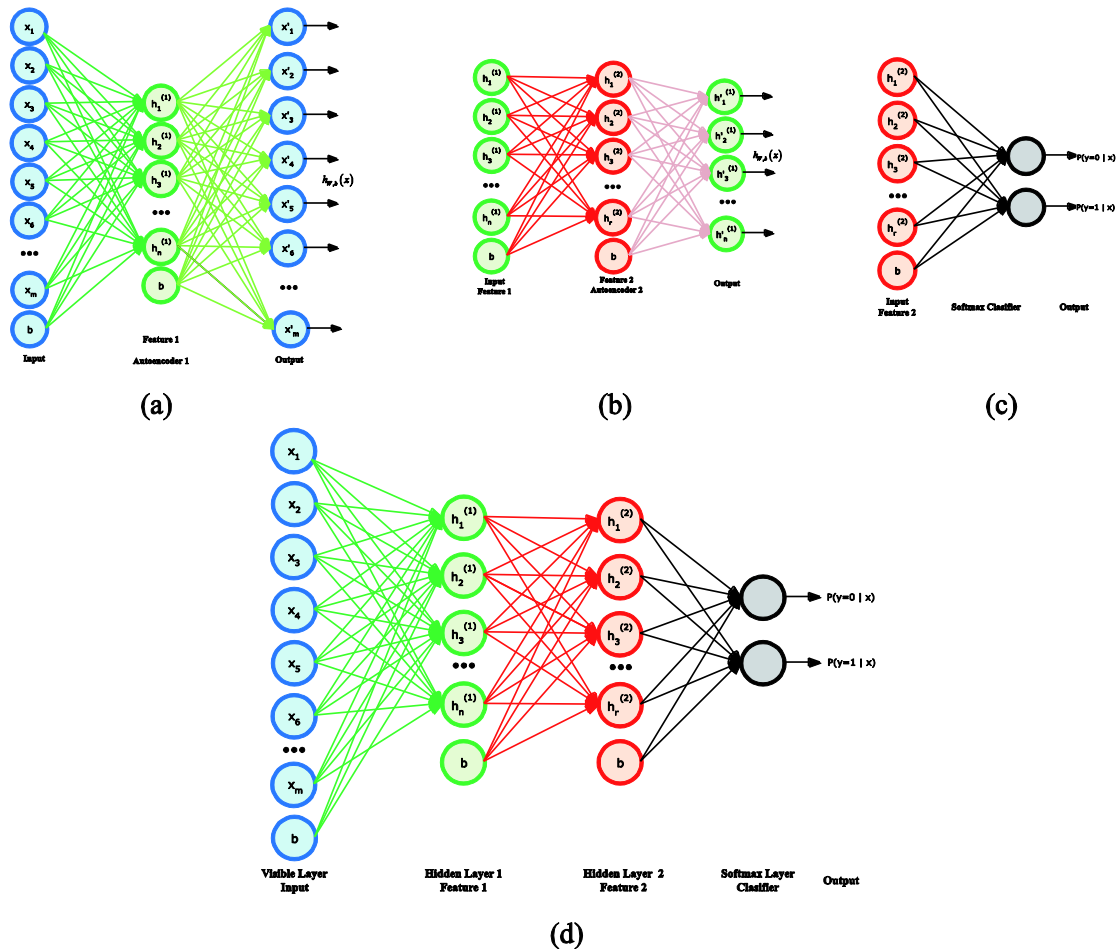 x1
x2
x3
x4
x5
x6
•••
xm
b
Input
h1(1)
h2(1)
h3(1)
•••
hn(1)
b
Feature 1
Autoencoder 1
x'1
x'2
x'3
x'4
x'5
x'6
•••
x'm
Output
hW,b(x)
(a)
h1(1)
h2(1)
h3(1)
•••
hn(1)
b
Input
Feature 1
h1(2)
h2(2)
h3(2)
•••
hr(2)
b
Feature 2
Autoencoder 2
h'1(1)
h'2(1)
h'3(1)
•••
h'n(1)
Output
hW,b(x)
(b)
h1(2)
h2(2)
h3(2)
•••
hr(2)
b
Input
Feature 2
Softmax Clasifier
P(y=0 | x)
P(y=1 | x)
Output
(c)
x1
x2
x3
x4
x5
x6
•••
xm
b
Visible Layer
Input
h1(1)
h2(1)
h3(1)
•••
hn(1)
b
Hidden Layer 1
Feature 1
h1(2)
h2(2)
h3(2)
•••
hr(2)
b
Hidden Layer 2
Feature 2
Softmax Layer
Clasifier
P(y=0 | x)
P(y=1 | x)
Output
(d)